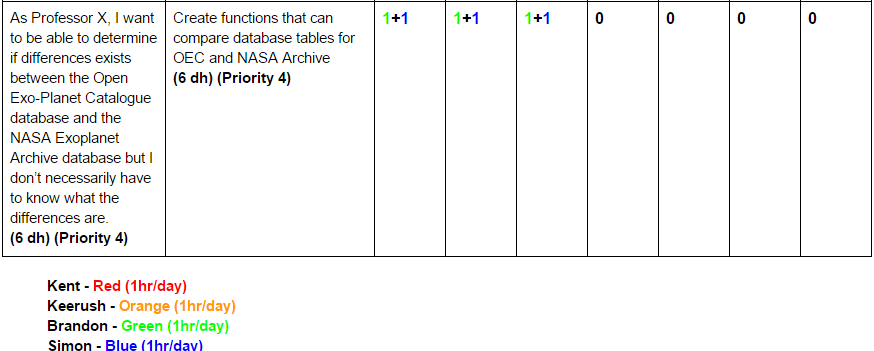 As Professor X, I want
to be able to determine
if differences exists
between the Open
Exo-Planet Catalogue
database and the
NASA Exoplanet
Archive database but I
don't necessarily have
to know what the
differences are.
(6 dh) (Priority 4)
Create functions that can
compare database tables for
OEC and NASA Archive
(6 dh) (Priority 4)
1+1
1+1
1+1
0
0
0
0
Kent - Red (1hr/day)
Keerush - Orange (1hr/day)
Brandon - Green (1hr/day)
Simon - Blue (1hr/day)